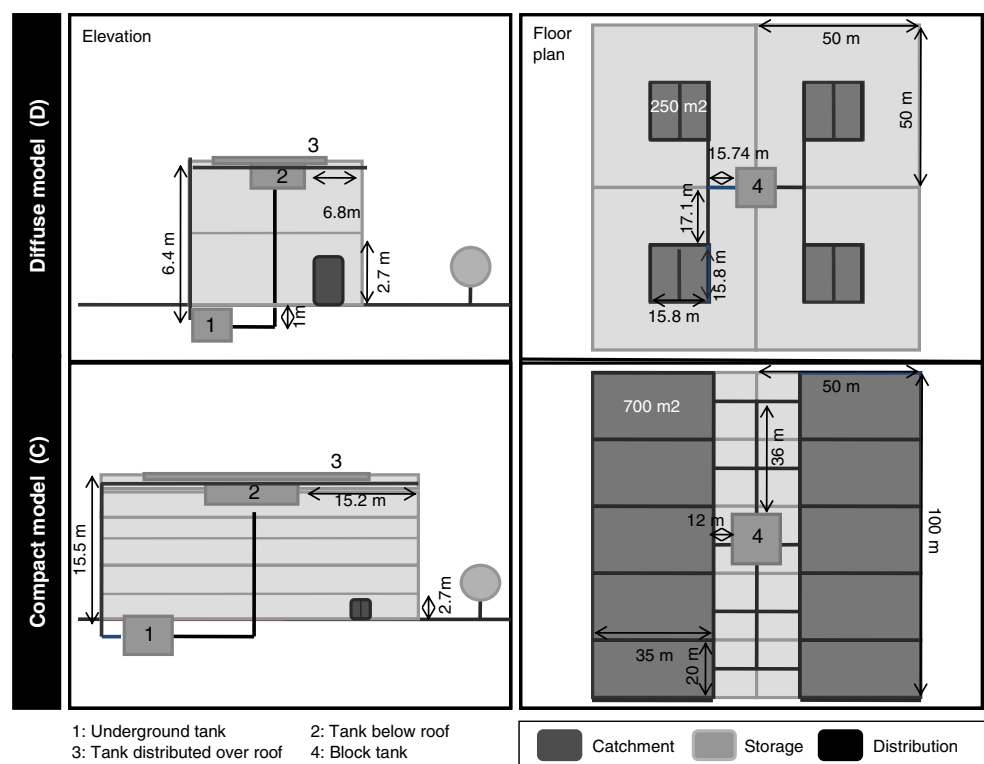 Diffuse model (D)
Elevation
3
2
6.8m
6.4 m
2.7 m
1m
1
Floor
plan
50 m
50 m
250 m2
15.74 m
4
17.1 m
15.8 m
15.8 m
Compact model (C)
3
2
15.2 m
15.5 m
2.7m
1
50 m
700 m2
36 m
12 m
4
100 m
35 m
20 m
1: Underground tank
2: Tank below roof
3: Tank distributed over roof
4: Block tank
Catchment
Storage
Distribution